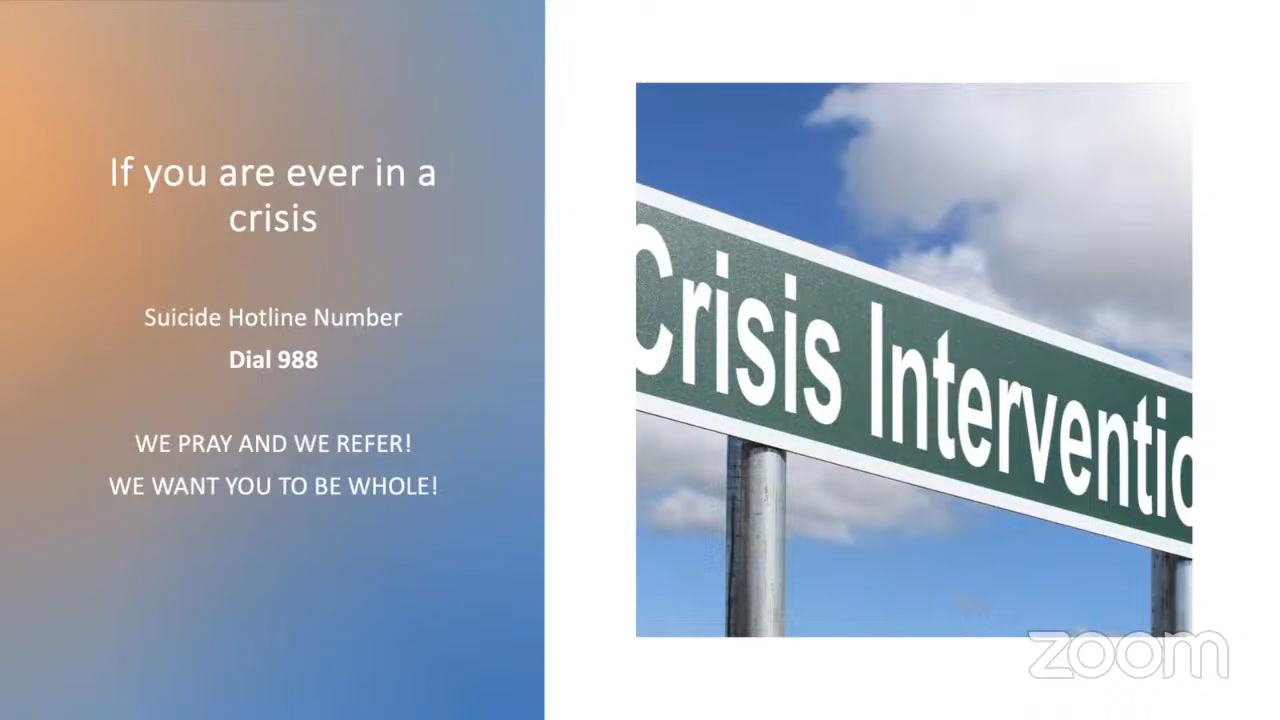 If you are ever in a
crisis
Suicide Hotline Number
Dial 988
WE PRAY AND WE REFER!
WE WANT YOU TO BE WHOLE!
Crisis Interventio
zoom